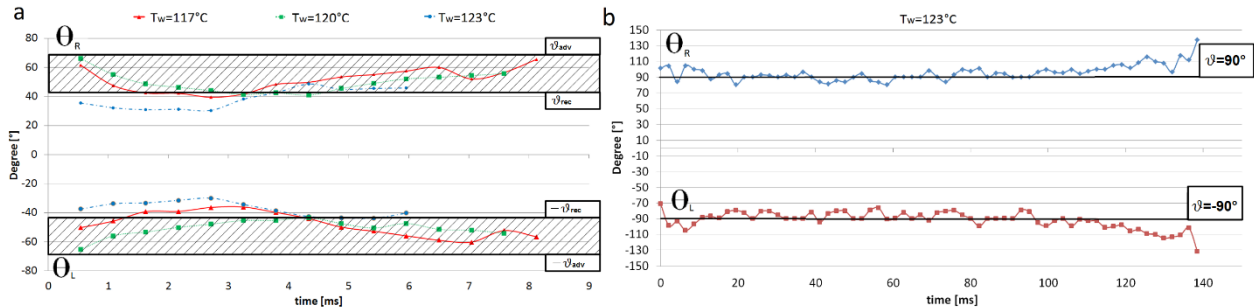 a
Tw=117°C Tw=120°C Tw=123°C
ΘR
ϑadv
ϑrec
−ϑrec
−ϑadv
ΘL
Degree [°]
80
60
40
20
0
-20
-40
-60
-80
0 1 2 3 4 5 6 7 8 9
time [ms]
b
Tw=123°C
ΘR
ϑ=90°
ΘL
ϑ=-90°
Degree [°]
150
130
110
90
70
50
30
10
-10
-30
-50
-70
-90
-110
-130
-150
0 20 40 60 80 100 120 140
time [ms]